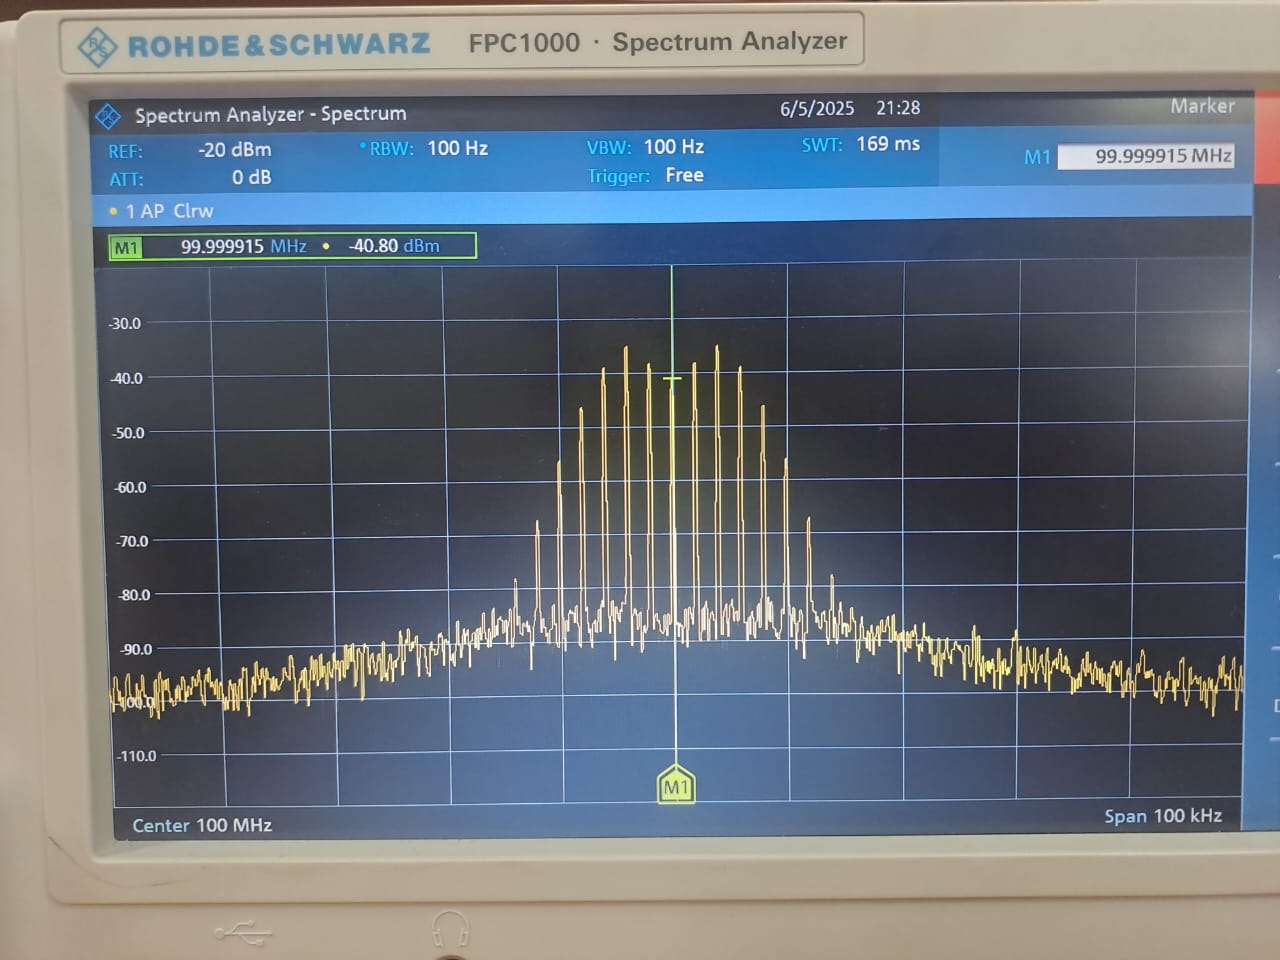 ROHDE & SCHWARZ FPC1000 · Spectrum Analyzer
Spectrum Analyzer - Spectrum 6/5/2025 21:28 Marker
REF: -20 dBm RBW: 100 Hz VBW: 100 Hz SWT: 169 ms M1 99.999915 MHz
ATT: 0 dB Trigger: Free
1 AP Clrw
M1 99.999915 MHz • -40.80 dBm
-30.0
-40.0
-50.0
-60.0
-70.0
-80.0
-90.0
-100.0
-110.0
M1
Center 100 MHz Span 100 kHz